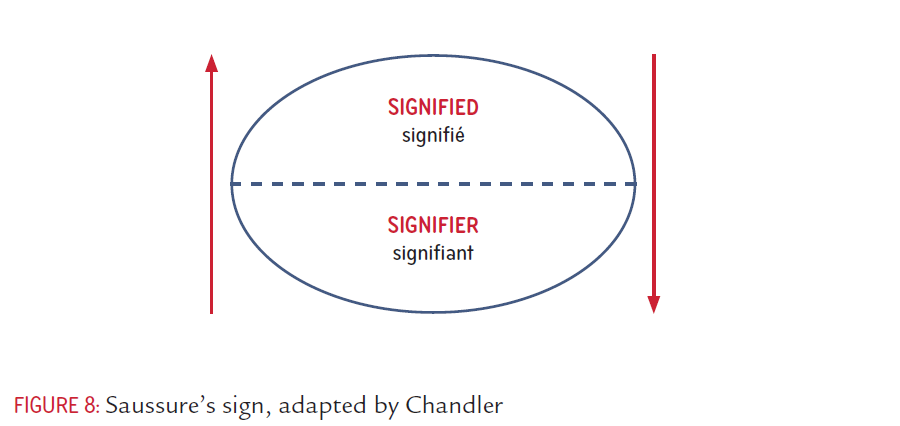 SIGNIFIED
signifié
SIGNIFIER
signifiant
FIGURE 8: Saussure’s sign, adapted by Chandler